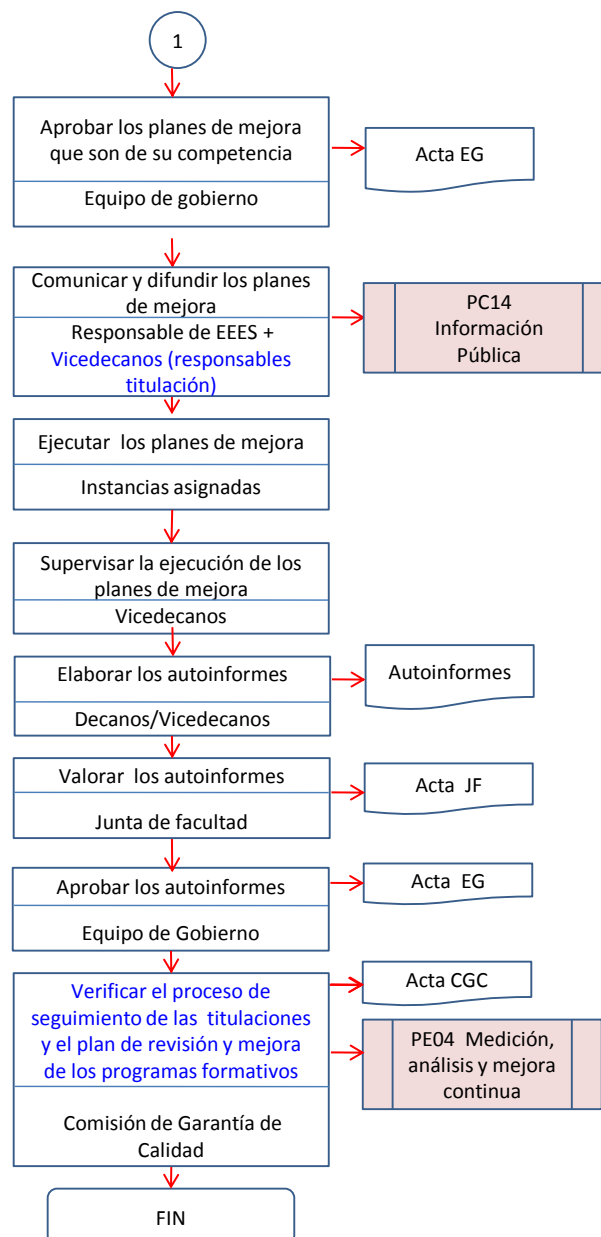 1
Aprobar los planes de mejora
que son de su competencia
Equipo de gobierno
Acta EG
Comunicar y difundir los planes
de mejora
Responsable de EEES +
Vicedecanos (responsables
titulación)
PC14
Información
Pública
Ejecutar los planes de mejora
Instancias asignadas
Supervisar la ejecución de los
planes de mejora
Vicedecanos
Elaborar los autoinformes
Decanos/Vicedecanos
Autoinformes
Valorar los autoinformes
Junta de facultad
Acta JF
Aprobar los autoinformes
Equipo de Gobierno
Acta EG
Verificar el proceso de
seguimiento de las titulaciones
y el plan de revisión y mejora
de los programas formativos
Comisión de Garantía de
Calidad
Acta CGC
PE04 Medición,
análisis y mejora
continua
FIN